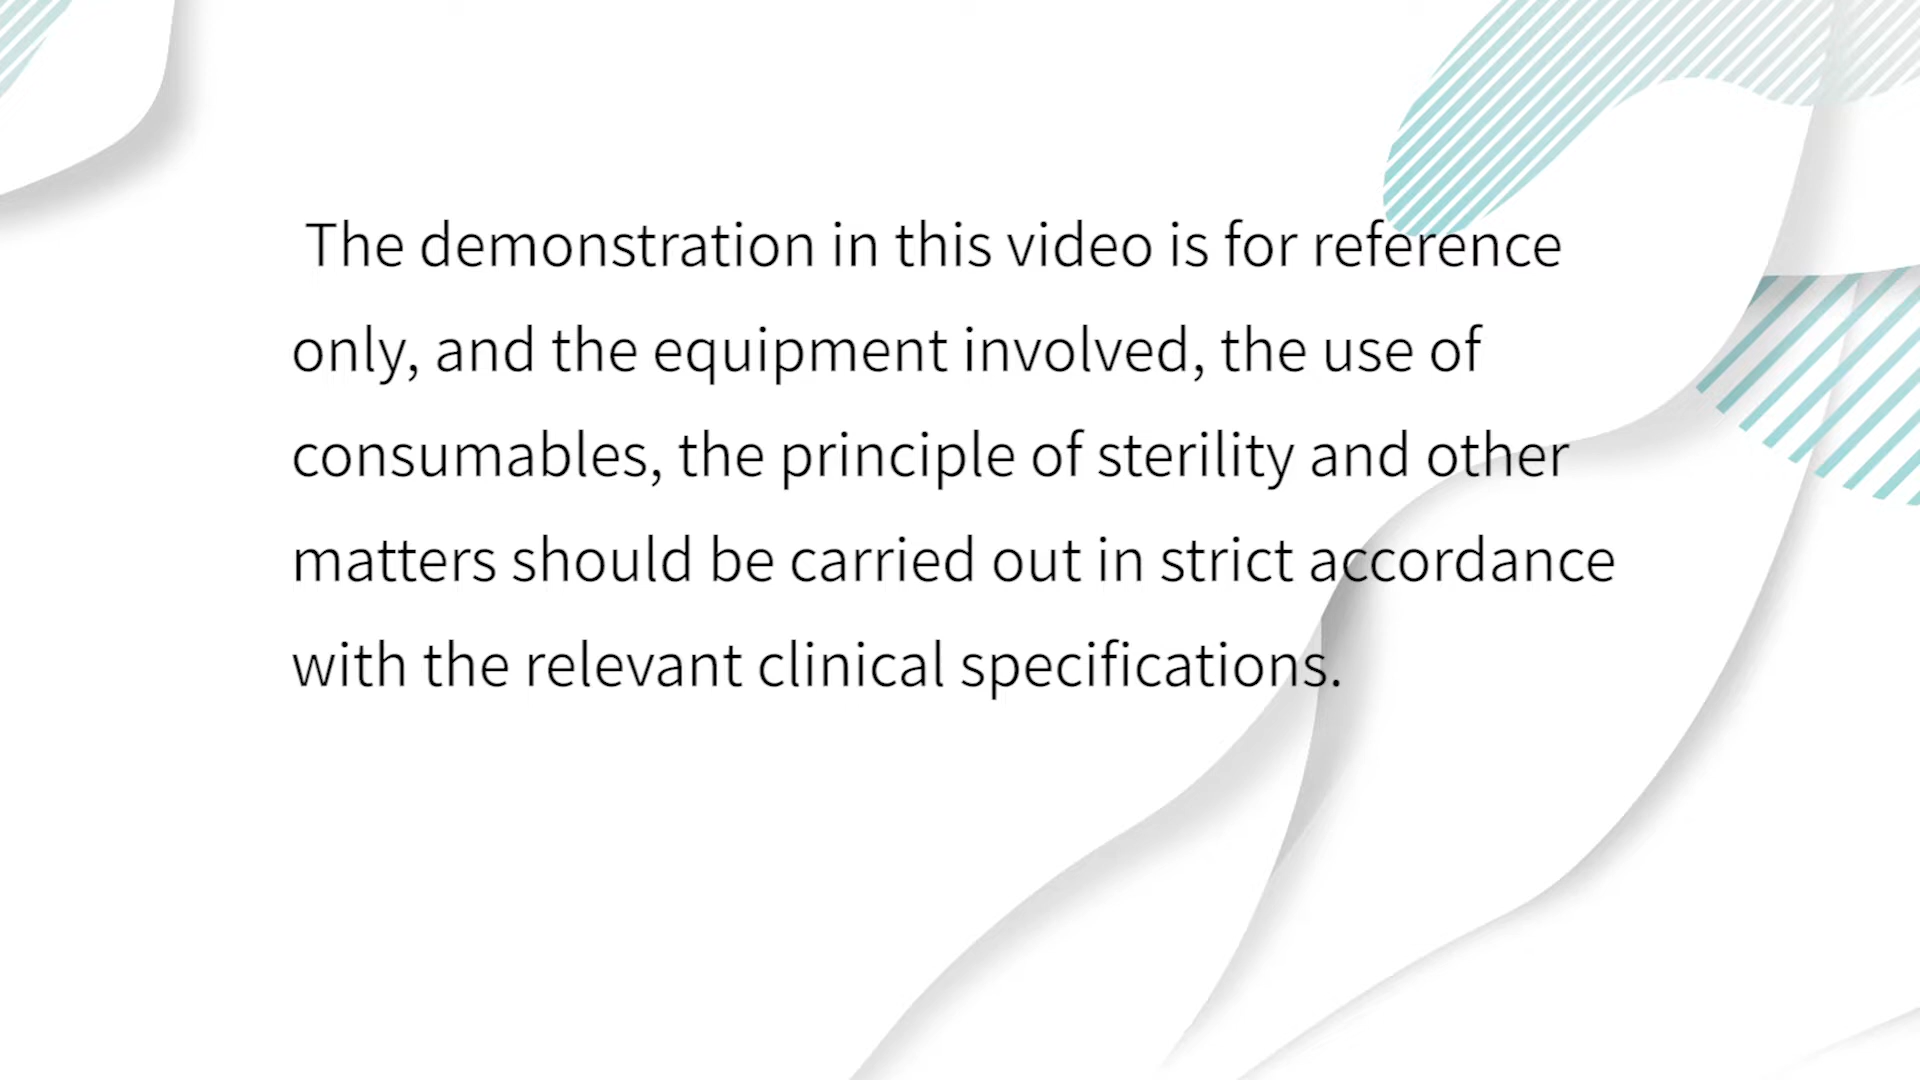 The demonstration in this video is for reference
only, and the equipment involved, the use of
consumables, the principle of sterility and other
matters should be carried out in strict accordance
with the relevant clinical specifications.